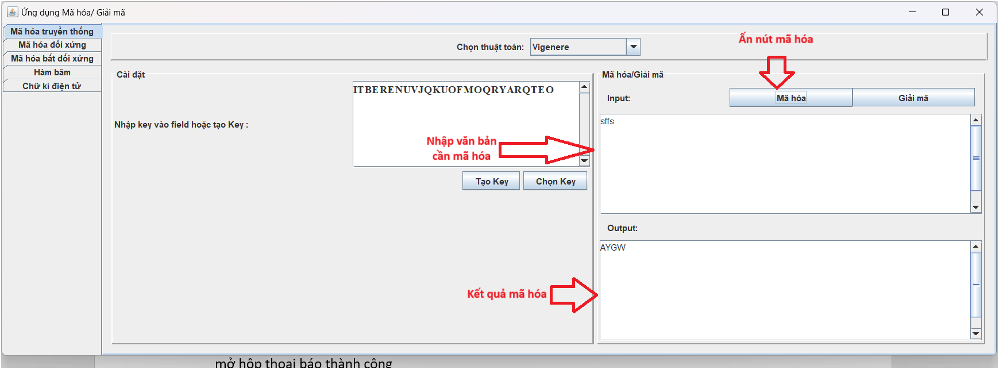 Ứng dụng Mã hóa/ Giải mã
Mã hóa truyền thống
Mã hóa đối xứng
Mã hóa bất đối xứng
Hàm băm
Chữ kí điện tử
Chọn thuật toán:
Vigenere
Ấn nút mã hóa
Cài đặt
ITBERENUVJQKUOFMOQRYARQTEO
Nhập key vào field hoặc tạo Key :
Nhập văn bản
cần mã hóa
Tạo Key
Chọn Key
Mã hóa/Giải mã
Input:
Mã hóa
Giải mã
sffs
Output:
AYGW
Kết quả mã hóa
mở hộp thoại báo thành công